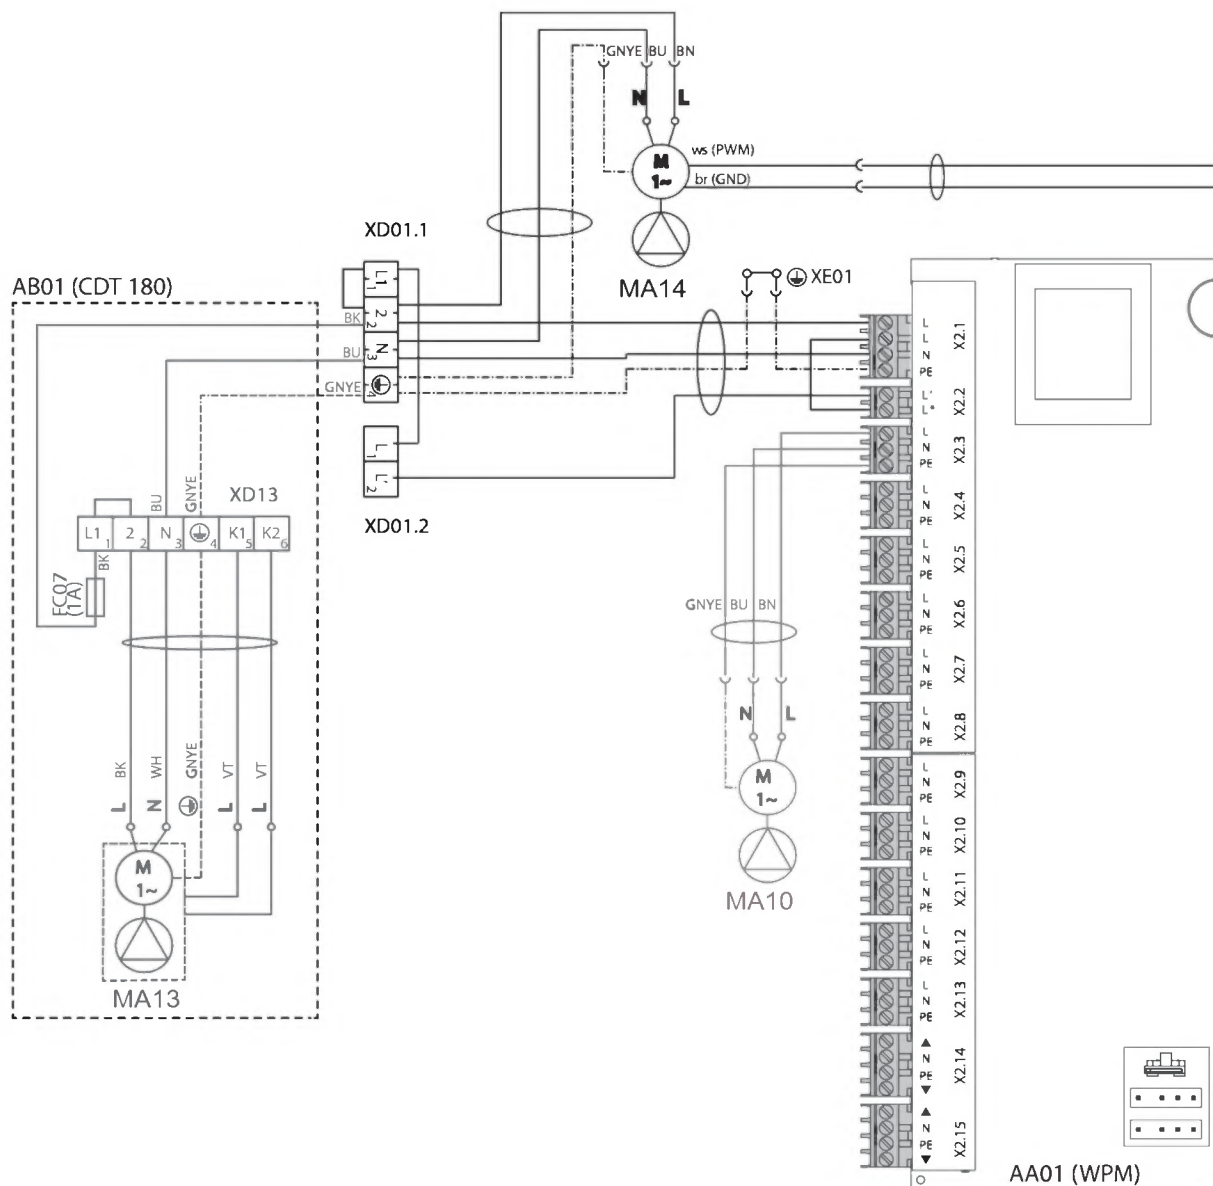 GNYE BU BN
N L
ws (PWM)
M
1~
br (GND)
MA14
XD01.1
L1 1
2 2
N 3
4
XE01
AB01 (CDT 180)
BK
BU
GNYE
L 1
L' 2
XD01.2
BU
GNYE
XD13
L1 1
2 2
N 3
4
K1 5
K2 6
BK
FC07
(1A)
BK
WH
GNYE
VT
VT
L N L L
M
1~
MA13
GNYE BU BN
N L
M
1~
MA10
L
L
N
PE
X2.1
L'
L*
X2.2
L
N
PE
X2.3
L
N
PE
X2.4
L
N
PE
X2.5
L
N
PE
X2.6
L
N
PE
X2.7
L
N
PE
X2.8
L
N
PE
X2.9
L
N
PE
X2.10
L
N
PE
X2.11
L
N
PE
X2.12
L
N
PE
X2.13
▲
N
PE
▼
X2.14
▲
N
PE
▼
X2.15
AA01 (WPM)